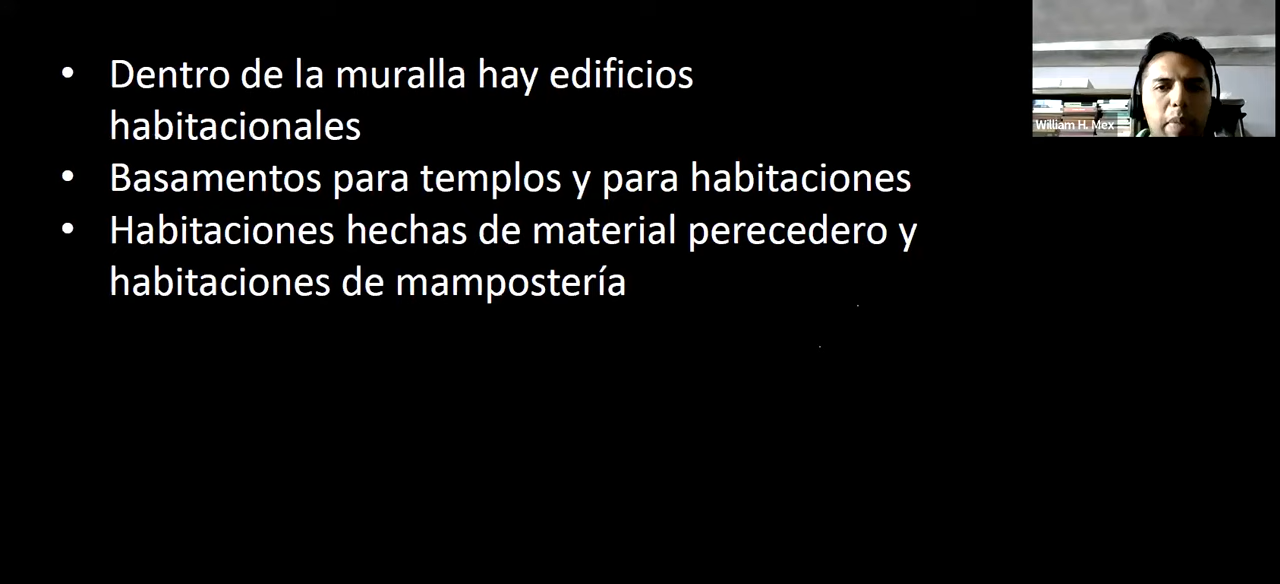 • Dentro de la muralla hay edificios
habitacionales
• Basamentos para templos y para habitaciones
• Habitaciones hechas de material perecedero y
habitaciones de mampostería
William H. Mex